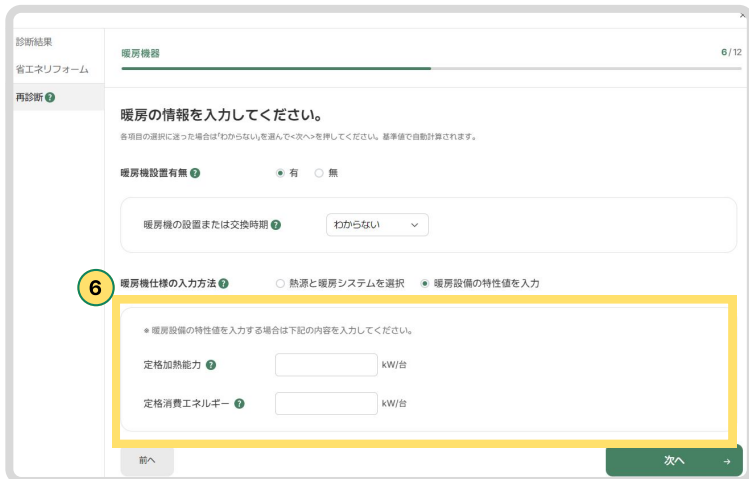 診断結果
省エネリフォーム
再診断 ?
暖房機器
6/12
暖房の情報を入力してください。
各項目の選択に迷った場合は「わからない」を選んで<次へ>を押してください。基準値で自動計算されます。
暖房機設置有無 ? 有 無
暖房機の設置または交換時期 ? わからない
6
暖房機仕様の入力方法 ? 熱源と暖房システムを選択 暖房設備の特性値を入力
※ 暖房設備の特性値を入力する場合は下記の内容を入力してください。
定格加熱能力 ? kW/台
定格消費エネルギー ? kW/台
前へ
次へ →